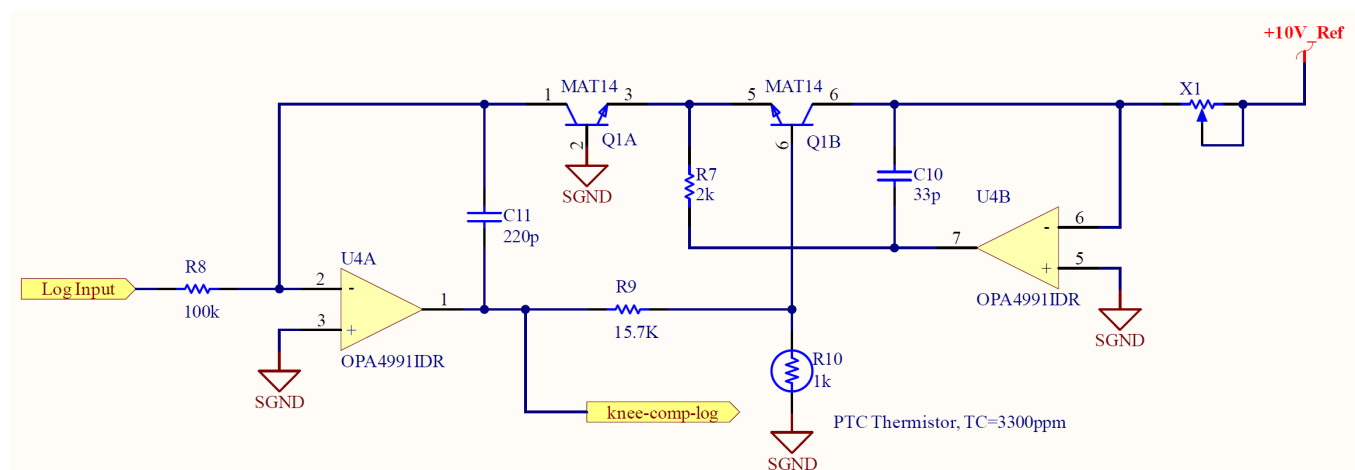 +10V_Ref
MAT14
MAT14
X1
1
3
5
6
Q1A
Q1B
2
6
SGND
R7
2k
C10
33p
U4B
C11
220p
6
-
7
5
+
OPA4991IDR
SGND
U4A
R8
Log Input
100k
2
-
1
3
+
OPA4991IDR
SGND
R9
15.7K
R10
1k
knee-comp-log
PTC Thermistor, TC=3300ppm
SGND